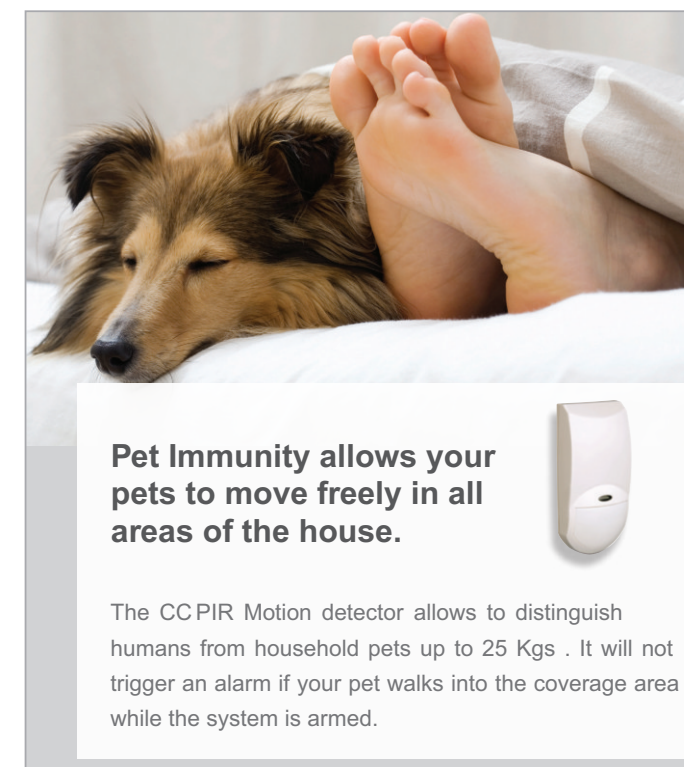 Pet Immunity allows your
pets to move freely in all
areas of the house.
The CC PIR Motion detector allows to distinguish
humans from household pets up to 25 Kgs . It will not
trigger an alarm if your pet walks into the coverage area
while the system is armed.